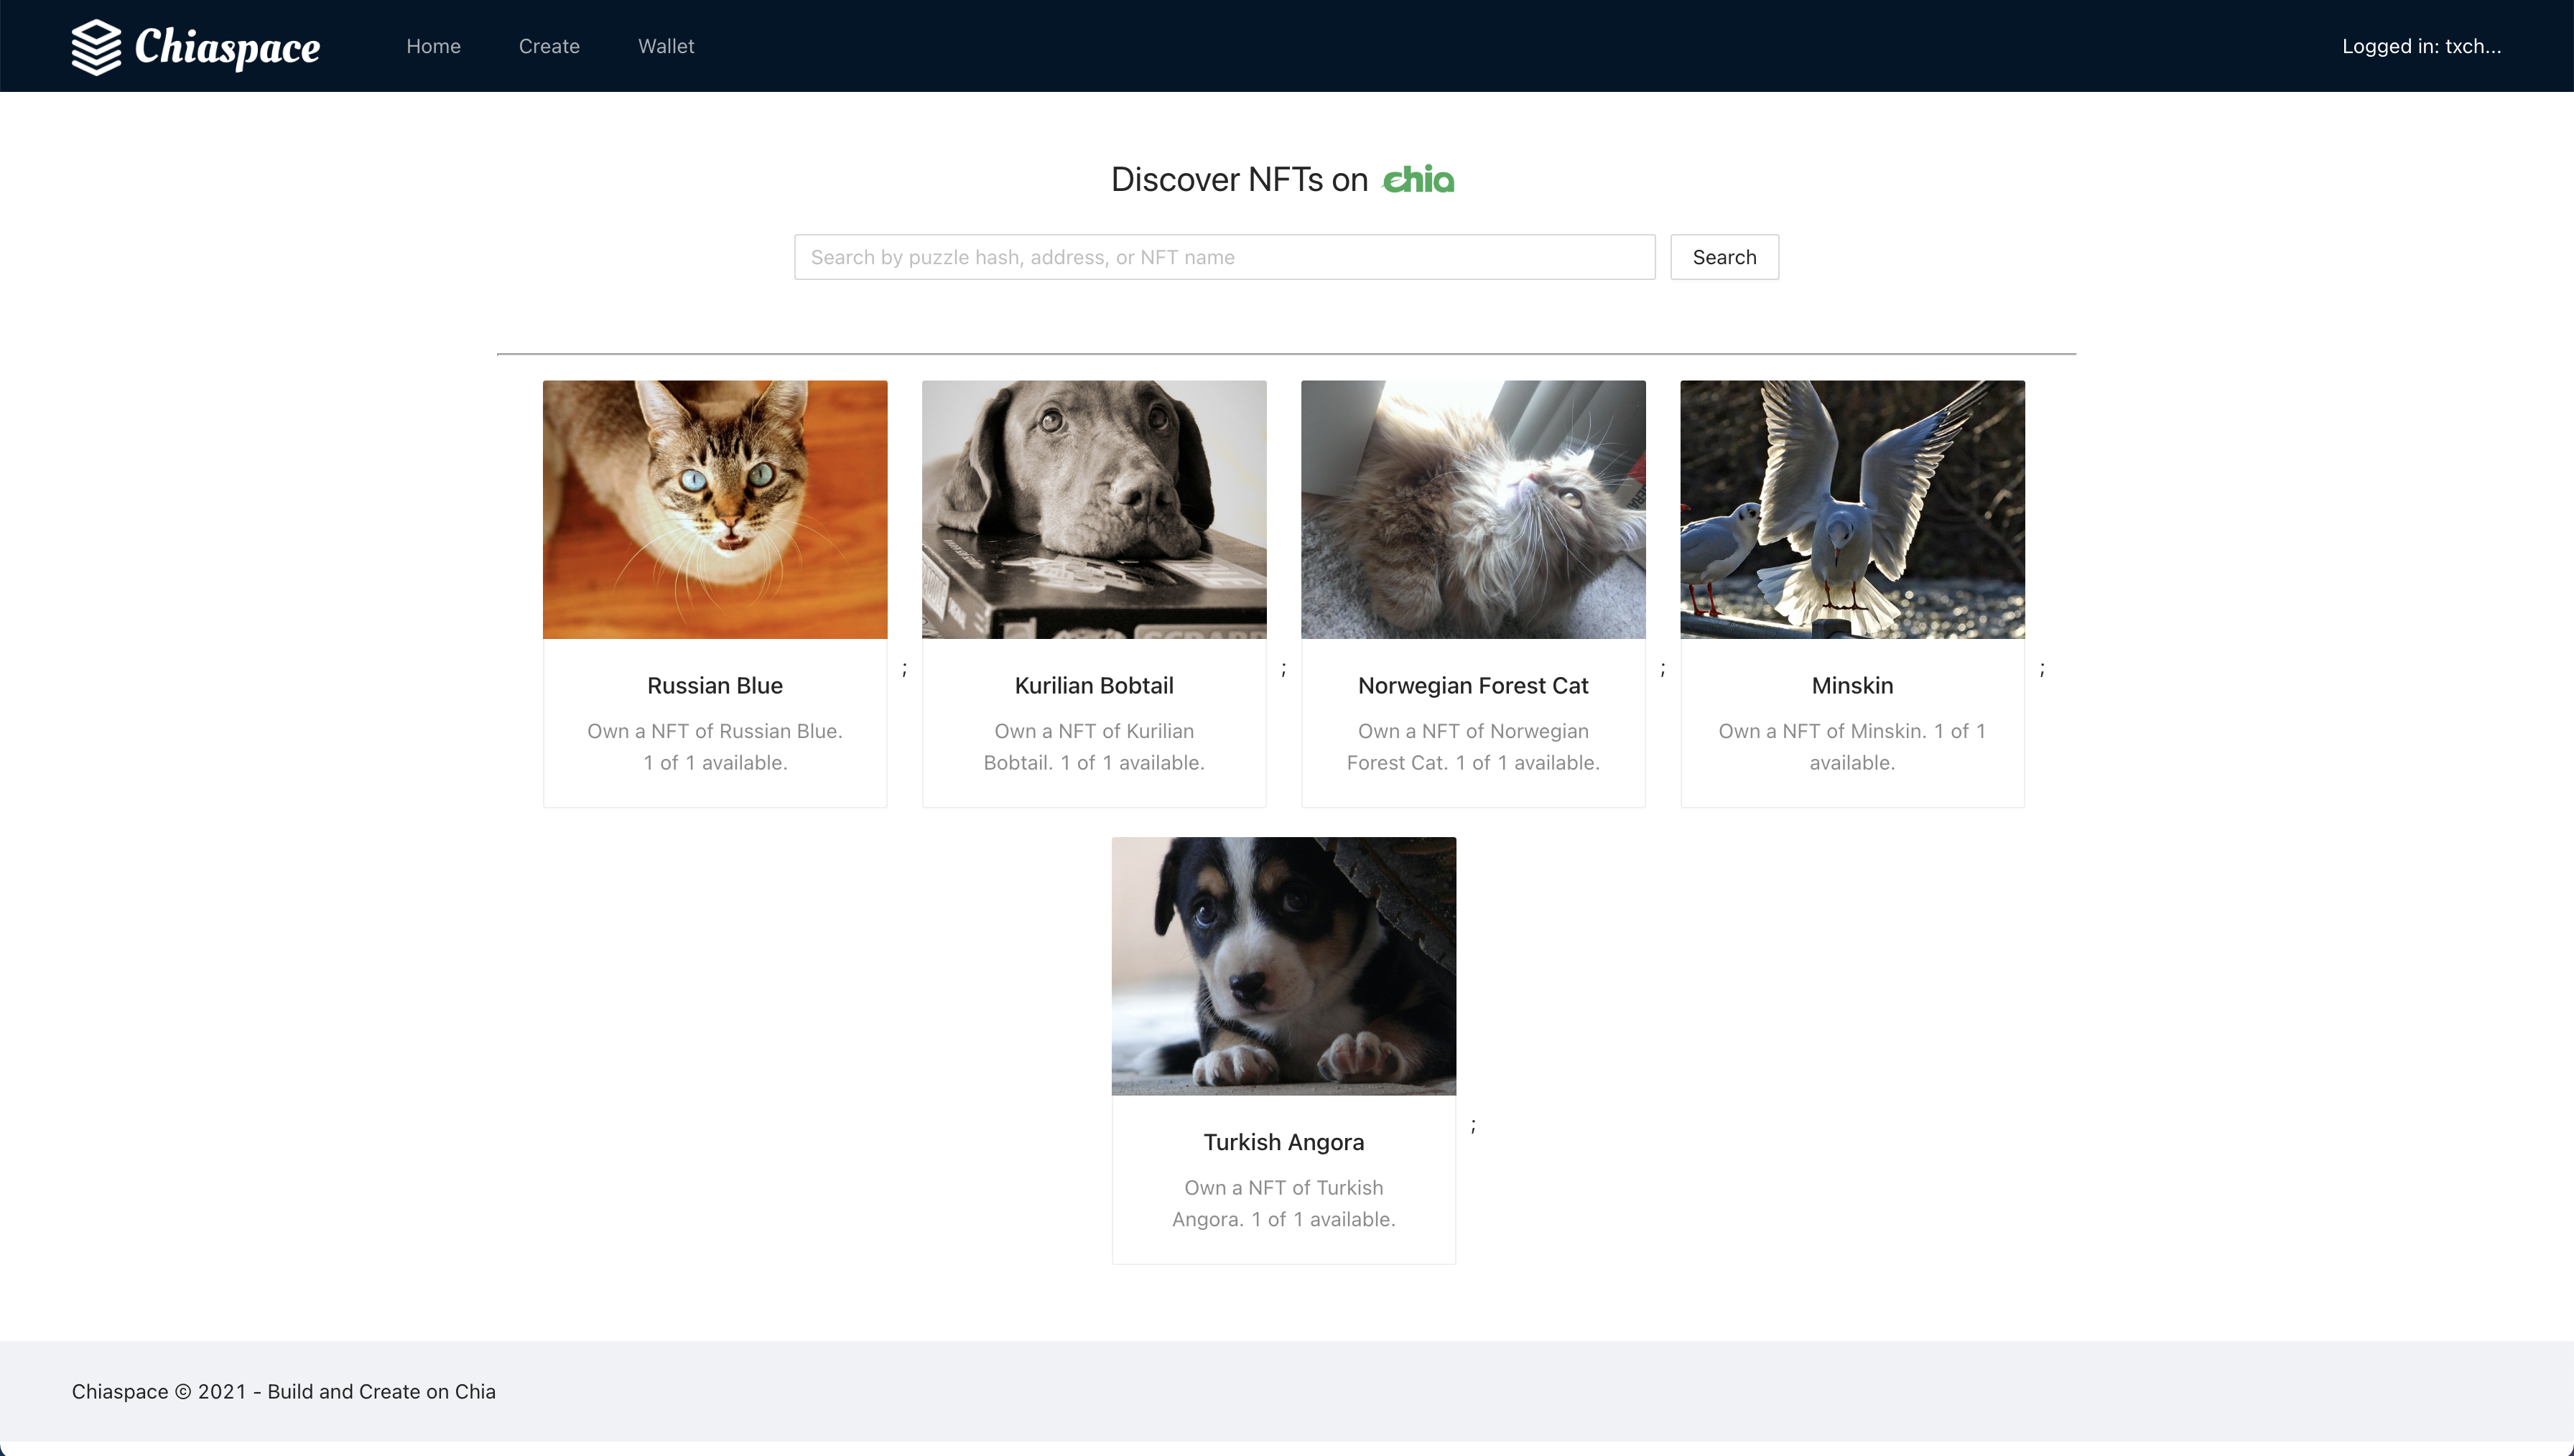 Chiaspace
Home
Create
Wallet
Logged in: txch...
Discover NFTs on chia
Search by puzzle hash, address, or NFT name
Search
Russian Blue
Own a NFT of Russian Blue.
1 of 1 available.
;
Kurilian Bobtail
Own a NFT of Kurilian
Bobtail. 1 of 1 available.
;
Norwegian Forest Cat
Own a NFT of Norwegian
Forest Cat. 1 of 1 available.
;
Minskin
Own a NFT of Minskin. 1 of 1
available.
;
Turkish Angora
Own a NFT of Turkish
Angora. 1 of 1 available.
;
Chiaspace © 2021 - Build and Create on Chia